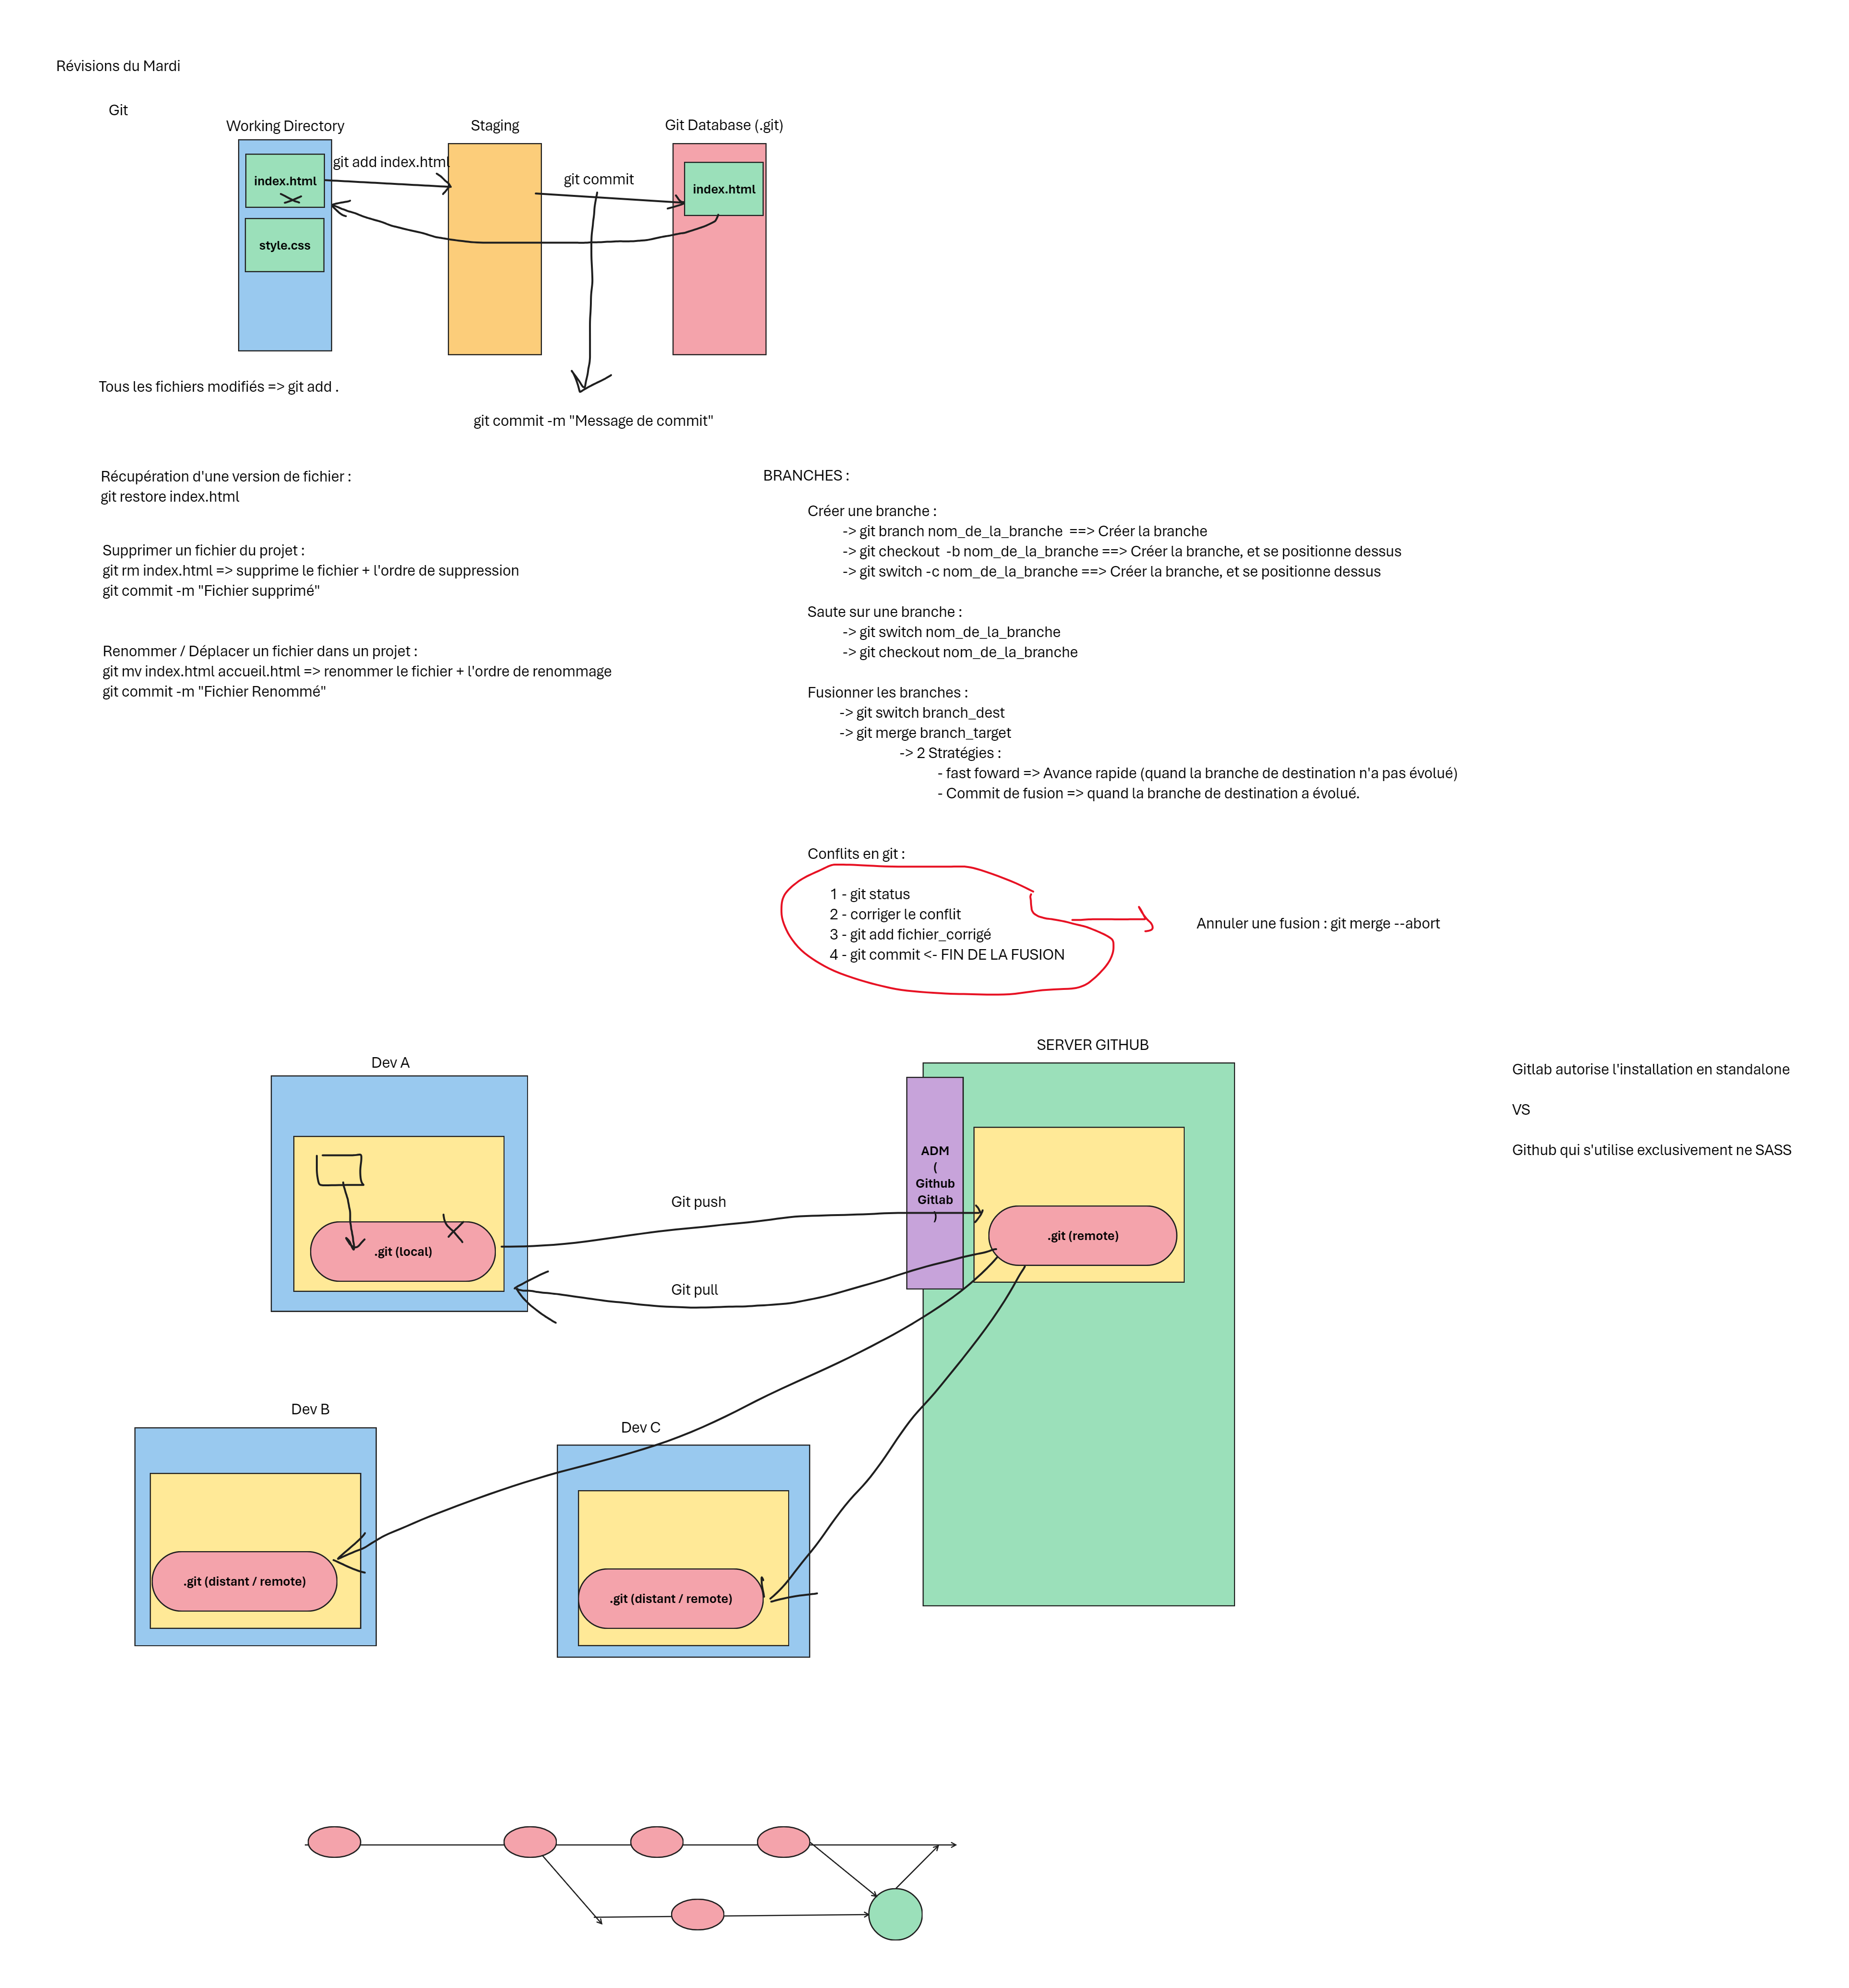 Révisions du Mardi
Git
Working Directory
Staging
Git Database (.git)
git add index.html
git commit
index.html
index.html
style.css
Tous les fichiers modifiés => git add .
git commit -m "Message de commit"
Récupération d'une version de fichier :
git restore index.html
Supprimer un fichier du projet :
git rm index.html => supprime le fichier + l'ordre de suppression
git commit -m "Fichier supprimé"
Renommer / Déplacer un fichier dans un projet :
git mv index.html accueil.html => renommer le fichier + l'ordre de renommage
git commit -m "Fichier Renommé"
BRANCHES :
Créer une branche :
-> git branch nom_de_la_branche ==> Créer la branche
-> git checkout -b nom_de_la_branche ==> Créer la branche, et se positionne dessus
-> git switch -c nom_de_la_branche ==> Créer la branche, et se positionne dessus
Saute sur une branche :
-> git switch nom_de_la_branche
-> git checkout nom_de_la_branche
Fusionner les branches :
-> git switch branch_dest
-> git merge branch_target
-> 2 Stratégies :
- fast foward => Avance rapide (quand la branche de destination n'a pas évolué)
- Commit de fusion => quand la branche de destination a évolué.
Conflits en git :
1 - git status
2 - corriger le conflit
3 - git add fichier_corrigé
4 - git commit <- FIN DE LA FUSION
Annuler une fusion : git merge --abort
Dev A
.git (local)
Git push
Git pull
SERVER GITHUB
ADM
(
Github
Gitlab
)
.git (remote)
Gitlab autorise l'installation en standalone
VS
Github qui s'utilise exclusivement ne SASS
Dev B
.git (distant / remote)
Dev C
.git (distant / remote)